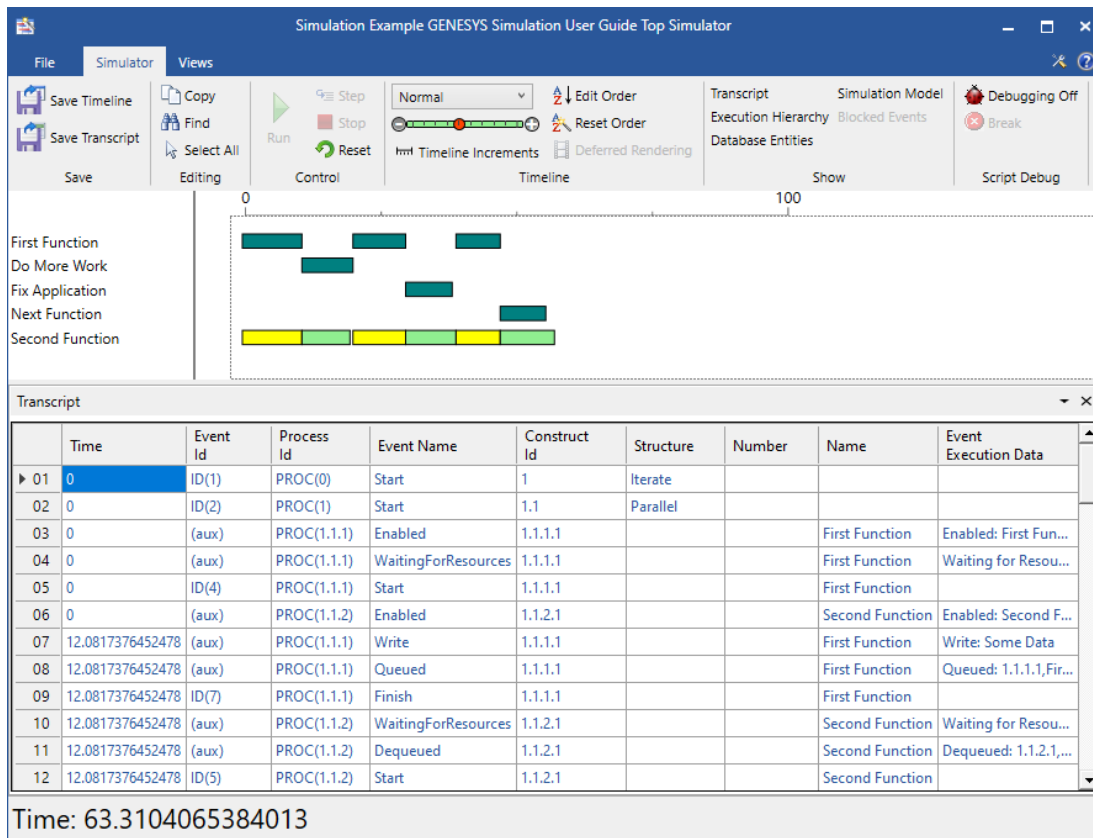 Simulation Example GENESYS Simulation User Guide Top Simulator
File Simulator Views
Save Timeline
Save Transcript
Save
Copy
Find
Select All
Editing
Run
Step
Stop
Reset
Control
Normal
Timeline Increments
Edit Order
Reset Order
Deferred Rendering
Timeline
Transcript Simulation Model
Execution Hierarchy Blocked Events
Database Entities
Show
Debugging Off
Break
Script Debug
0 100
First Function
Do More Work
Fix Application
Next Function
Second Function
Transcript
Time Event Id Process Id Event Name Construct Id Structure Number Name Event Execution Data
01 0 ID(1) PROC(0) Start 1 Iterate
02 0 ID(2) PROC(1) Start 1.1 Parallel
03 0 (aux) PROC(1.1.1) Enabled 1.1.1.1 First Function Enabled: First Fun...
04 0 (aux) PROC(1.1.1) WaitingForResources 1.1.1.1 First Function Waiting for Resou...
05 0 ID(4) PROC(1.1.1) Start 1.1.1.1 First Function
06 0 (aux) PROC(1.1.2) Enabled 1.1.2.1 Second Function Enabled: Second F...
07 12.0817376452478 (aux) PROC(1.1.1) Write 1.1.1.1 First Function Write: Some Data
08 12.0817376452478 (aux) PROC(1.1.1) Queued 1.1.1.1 First Function Queued: 1.1.1.1,Fir...
09 12.0817376452478 ID(7) PROC(1.1.1) Finish 1.1.1.1 First Function
10 12.0817376452478 (aux) PROC(1.1.2) WaitingForResources 1.1.2.1 Second Function Waiting for Resou...
11 12.0817376452478 (aux) PROC(1.1.2) Dequeued 1.1.2.1 Second Function Dequeued: 1.1.2.1,...
12 12.0817376452478 ID(5) PROC(1.1.2) Start 1.1.2.1 Second Function
Time: 63.3104065384013